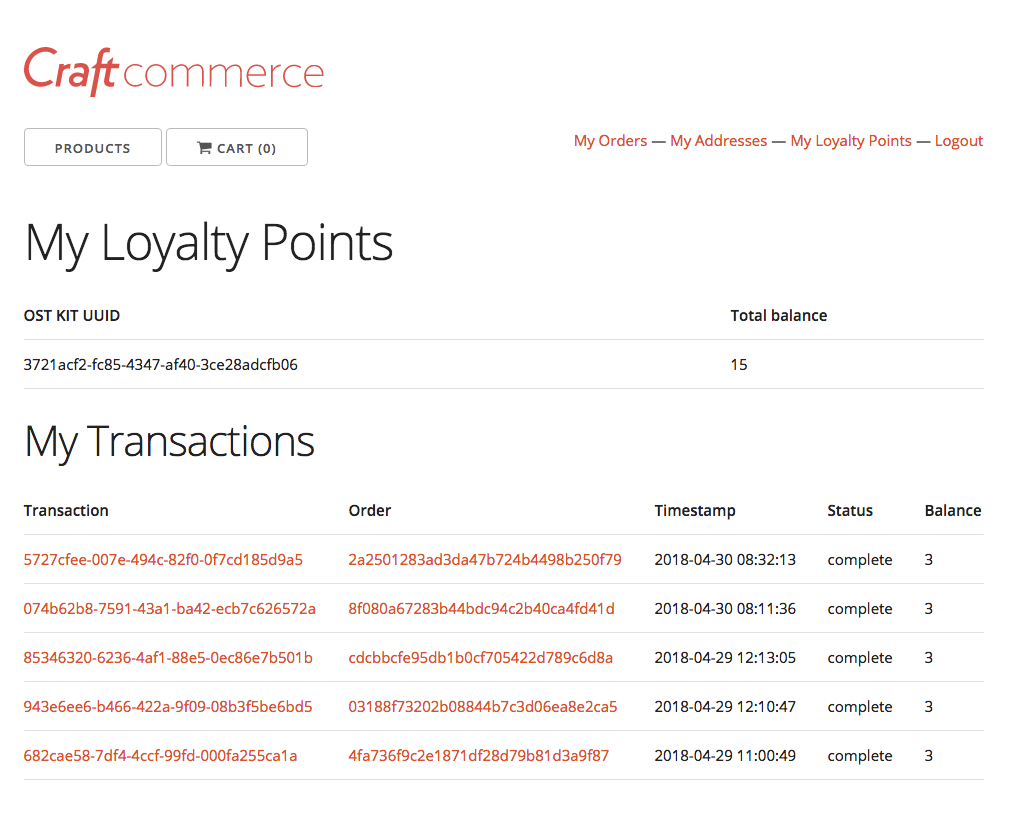 Craft commerce
PRODUCTS CART (0) My Orders — My Addresses — My Loyalty Points — Logout
My Loyalty Points
OST KIT UUID Total balance
3721acf2-fc85-4347-af40-3ce28adcfb06 15
My Transactions
Transaction Order Timestamp Status Balance
5727cfee-007e-494c-82f0-0f7cd185d9a5 2a2501283ad3da47b724b4498b250f79 2018-04-30 08:32:13 complete 3
074b62b8-7591-43a1-ba42-ecb7c626572a 8f080a67283b44bdc94c2b40ca4fd41d 2018-04-30 08:11:36 complete 3
85346320-6236-4af1-88e5-0ec86e7b501b cdcbbcfe95db1b0cf705422d789c6d8a 2018-04-29 12:13:05 complete 3
943e6ee6-b466-422a-9f09-08b3f5be6bd5 03188f73202b08844b7c3d06ea8e2ca5 2018-04-29 12:10:47 complete 3
682cae58-7df4-4ccf-99fd-000fa255ca1a 4fa736f9c2e1871df28d79b81d3a9f87 2018-04-29 11:00:49 complete 3